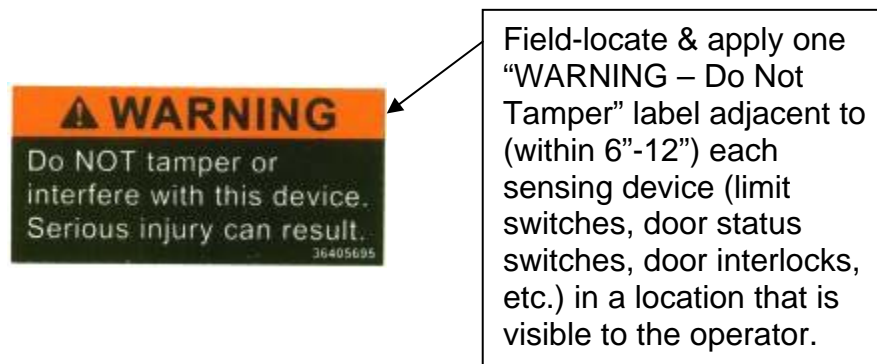 ⚠ WARNING
Do NOT tamper or
interfere with this device.
Serious injury can result.
36405695
Field-locate & apply one
“WARNING – Do Not
Tamper” label adjacent to
(within 6”-12”) each
sensing device (limit
switches, door status
switches, door interlocks,
etc.) in a location that is
visible to the operator.